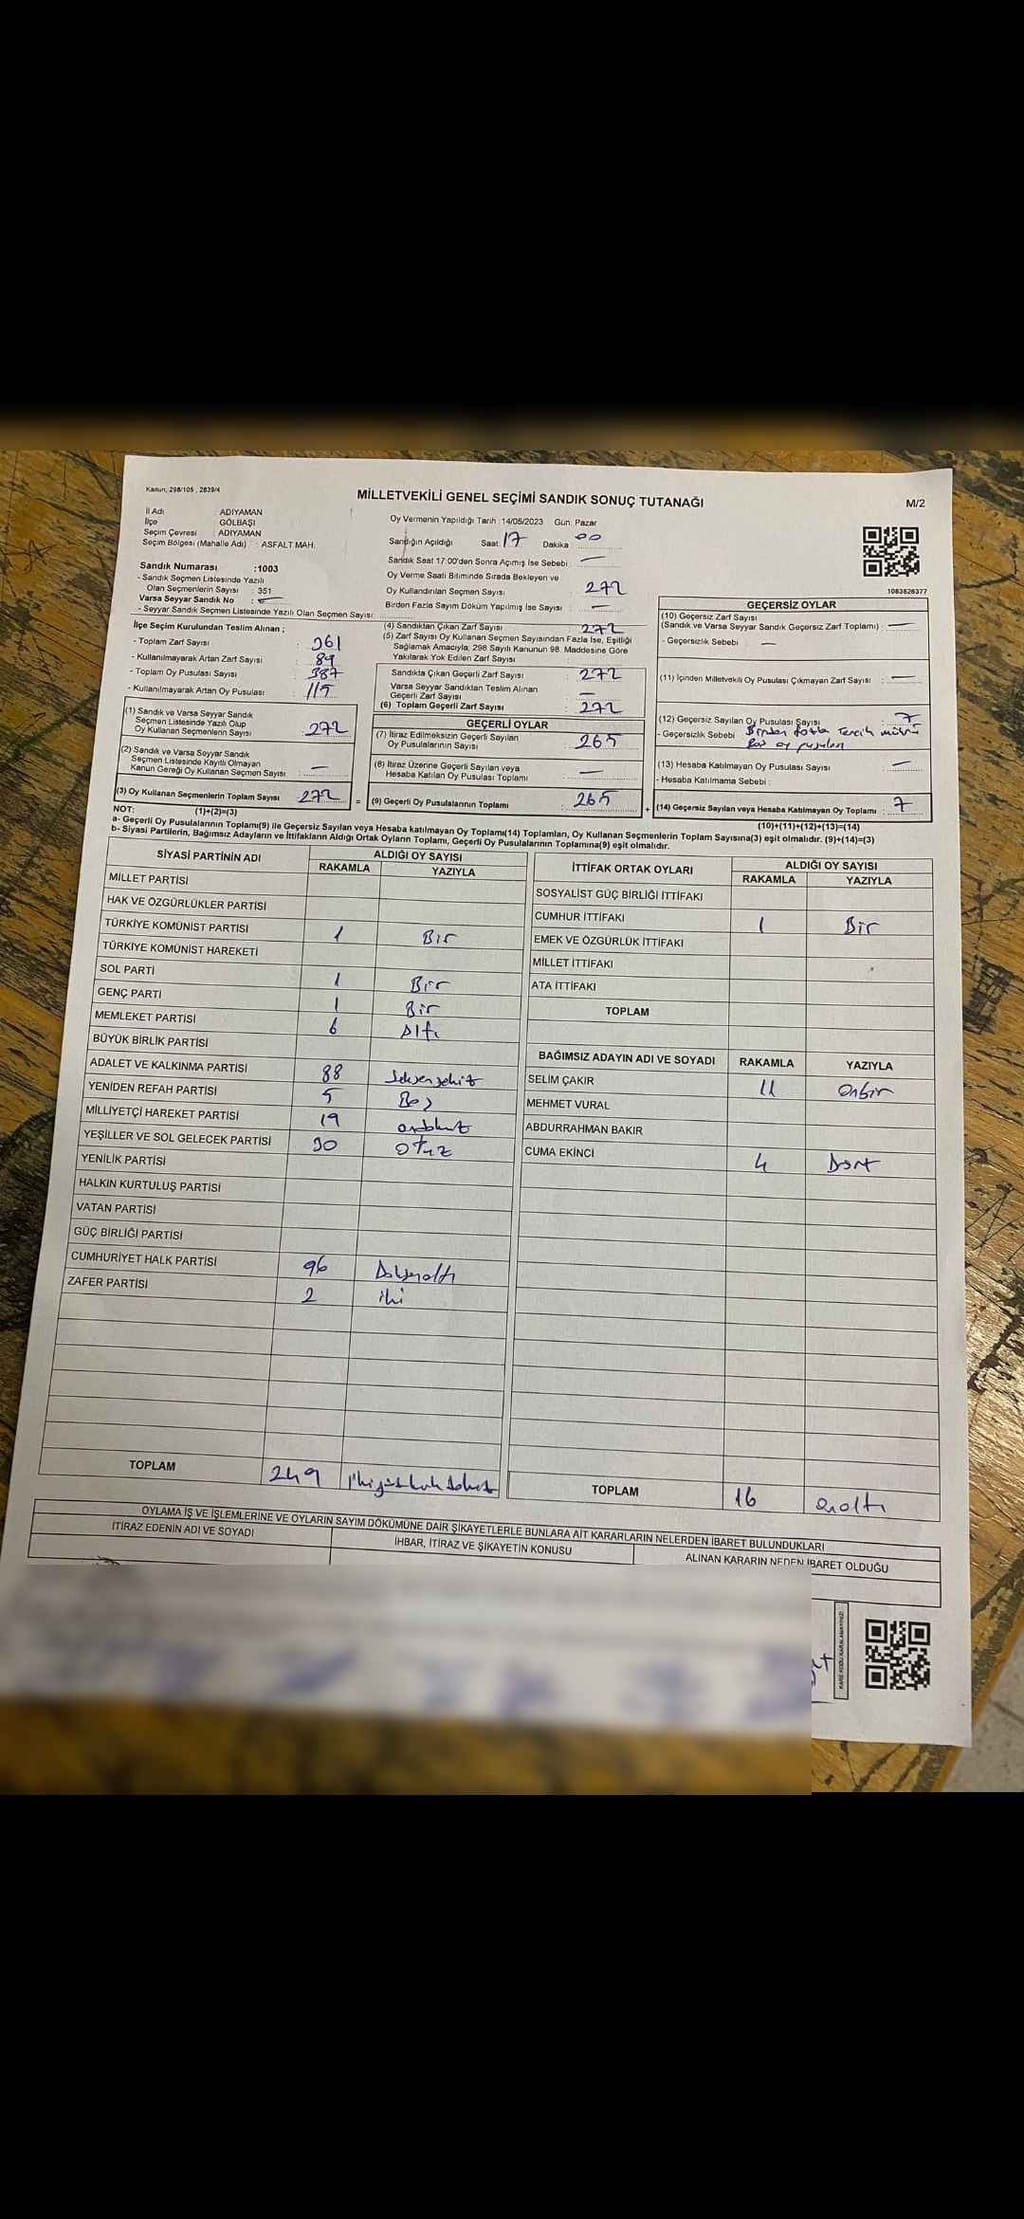 Kanun, 298/105 , 2839/4
MİLLETVEKİLİ GENEL SEÇİMİ SANDIK SONUÇ TUTANAĞI
M/2
İl Adı : ADIYAMAN
İlçe : GÖLBAŞI
Seçim Çevresi : ADIYAMAN
Seçim Bölgesi (Mahalle Adı) : ASFALT MAH.
Oy Vermenin Yapıldığı Tarih :14/05/2023 Gün: Pazar
Sandığın Açıldığı Saat 17 Dakika 00
Sandık Saat 17:00'den Sonra Açılmış İse Sebebi : —
Oy Verme Saati Bitiminde Sırada Bekleyen ve
Oy Kullandırılan Seçmen Sayısı : 272
Birden Fazla Sayım Döküm Yapılmış İse Sayısı : —
1083826377
Sandık Numarası :1003
- Sandık Seçmen Listesinde Yazılı
Olan Seçmenlerin Sayısı : 351
Varsa Seyyar Sandık No : —
- Seyyar Sandık Seçmen Listesinde Yazılı Olan Seçmen Sayısı:
İlçe Seçim Kurulundan Teslim Alınan ;
- Toplam Zarf Sayısı : 361
- Kullanılmayarak Artan Zarf Sayısı : 89
- Toplam Oy Pusulası Sayısı : 387
- Kullanılmayarak Artan Oy Pusulası : 115
(1) Sandık ve Varsa Seyyar Sandık
Seçmen Listesinde Yazılı Olup
Oy Kullanan Seçmenlerin Sayısı : 272
(2) Sandık ve Varsa Seyyar Sandık
Seçmen Listesinde Kayıtlı Olmayan
Kanun Gereği Oy Kullanan Seçmen Sayısı : —
(3) Oy Kullanan Seçmenlerin Toplam Sayısı : 272
(1)+(2)=(3)
(4) Sandıktan Çıkan Zarf Sayısı : 272
(5) Zarf Sayısı Oy Kullanan Seçmen Sayısından Fazla İse, Eşitliği
Sağlamak Amacıyla, 298 Sayılı Kanunun 98. Maddesine Göre
Yakılarak Yok Edilen Zarf Sayısı :
Sandıkta Çıkan Geçerli Zarf Sayısı : 272
Varsa Seyyar Sandıktan Teslim Alınan
Geçerli Zarf Sayısı : —
(6) Toplam Geçerli Zarf Sayısı : 272
GEÇERLİ OYLAR
(7) İtiraz Edilmeksizin Geçerli Sayılan
Oy Pusulalarının Sayısı : 265
(8) İtiraz Üzerine Geçerli Sayılan veya
Hesaba Katılan Oy Pusulası Toplamı : —
= (9) Geçerli Oy Pusulalarının Toplamı : 265
GEÇERSİZ OYLAR
(10) Geçersiz Zarf Sayısı
(Sandık ve Varsa Seyyar Sandık Geçersiz Zarf Toplamı) : —
- Geçersizlik Sebebi : —
(11) İçinden Milletvekili Oy Pusulası Çıkmayan Zarf Sayısı : —
(12) Geçersiz Sayılan Oy Pusulası Sayısı : 7
- Geçersizlik Sebebi : Birden fazla tercih mührü
oy pusulası
(13) Hesaba Katılmayan Oy Pusulası Sayısı : —
- Hesaba Katılmama Sebebi :
+ (14) Geçersiz Sayılan veya Hesaba Katılmayan Oy Toplamı : 7
(10)+(11)+(12)+(13)=(14)
NOT:
a- Geçerli Oy Pusulalarının Toplamı(9) ile Geçersiz Sayılan veya Hesaba katılmayan Oy Toplamı(14) Toplamları, Oy Kullanan Seçmenlerin Toplam Sayısına(3) eşit olmalıdır. (9)+(14)=(3)
b- Siyasi Partilerin, Bağımsız Adayların ve İttifakların Aldığı Ortak Oyların Toplamı, Geçerli Oy Pusulalarının Toplamına(9) eşit olmalıdır.
SİYASİ PARTİNİN ADI
ALDIĞI OY SAYISI
RAKAMLA YAZIYLA
MİLLET PARTİSİ
HAK VE ÖZGÜRLÜKLER PARTİSİ
TÜRKİYE KOMÜNİST PARTİSİ 1 Bir
TÜRKİYE KOMÜNİST HAREKETİ
SOL PARTİ 1 Bir
GENÇ PARTİ 1 Bir
MEMLEKET PARTİSİ 6 Altı
BÜYÜK BİRLİK PARTİSİ
ADALET VE KALKINMA PARTİSİ 88 Seksensekiz
YENİDEN REFAH PARTİSİ 5 Beş
MİLLİYETÇİ HAREKET PARTİSİ 19 ondokuz
YEŞİLLER VE SOL GELECEK PARTİSİ 30 otuz
YENİLİK PARTİSİ
HALKIN KURTULUŞ PARTİSİ
VATAN PARTİSİ
GÜÇ BİRLİĞİ PARTİSİ
CUMHURİYET HALK PARTİSİ 96 Doksanaltı
ZAFER PARTİSİ 2 iki
TOPLAM 249 ikiyüzkırkdokuz
İTTİFAK ORTAK OYLARI
ALDIĞI OY SAYISI
RAKAMLA YAZIYLA
SOSYALİST GÜÇ BİRLİĞİ İTTİFAKI
CUMHUR İTTİFAKI 1 Bir
EMEK VE ÖZGÜRLÜK İTTİFAKI
MİLLET İTTİFAKI
ATA İTTİFAKI
TOPLAM
BAĞIMSIZ ADAYIN ADI VE SOYADI RAKAMLA YAZIYLA
SELİM ÇAKIR 11 Onbir
MEHMET VURAL
ABDURRAHMAN BAKIR
CUMA EKİNCİ 4 Dört
TOPLAM 16 onaltı
OYLAMA İŞ VE İŞLEMLERİNE VE OYLARIN SAYIM DÖKÜMÜNE DAİR ŞİKAYETLERLE BUNLARA AİT KARARLARIN NELERDEN İBARET BULUNDUKLARI
İTİRAZ EDENİN ADI VE SOYADI
İHBAR, İTİRAZ VE ŞİKAYETİN KONUSU
ALINAN KARARIN NEDEN İBARET OLDUĞU